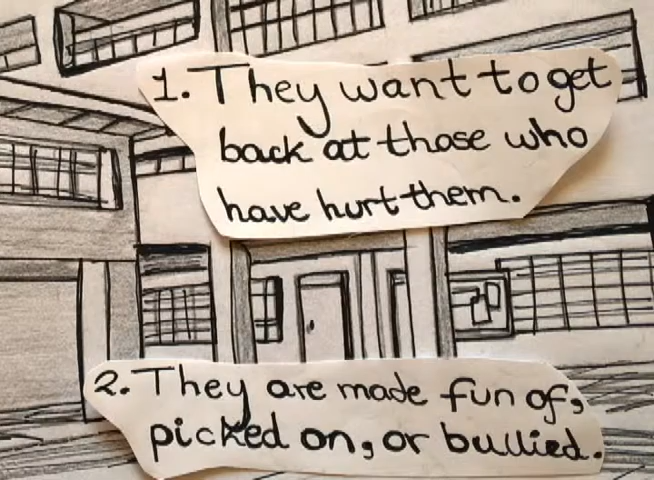 1. They want to get
back at those who
have hurt them.
2. They are made fun of,
picked on, or bullied.